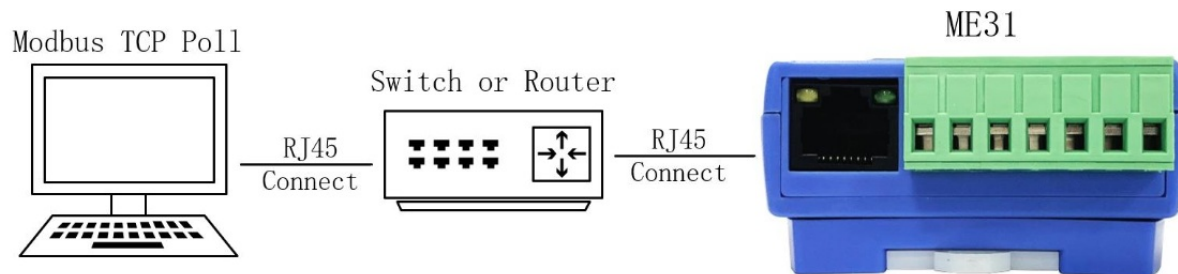 Modbus TCP Poll
Switch or Router
ME31
RJ45
Connect
RJ45
Connect